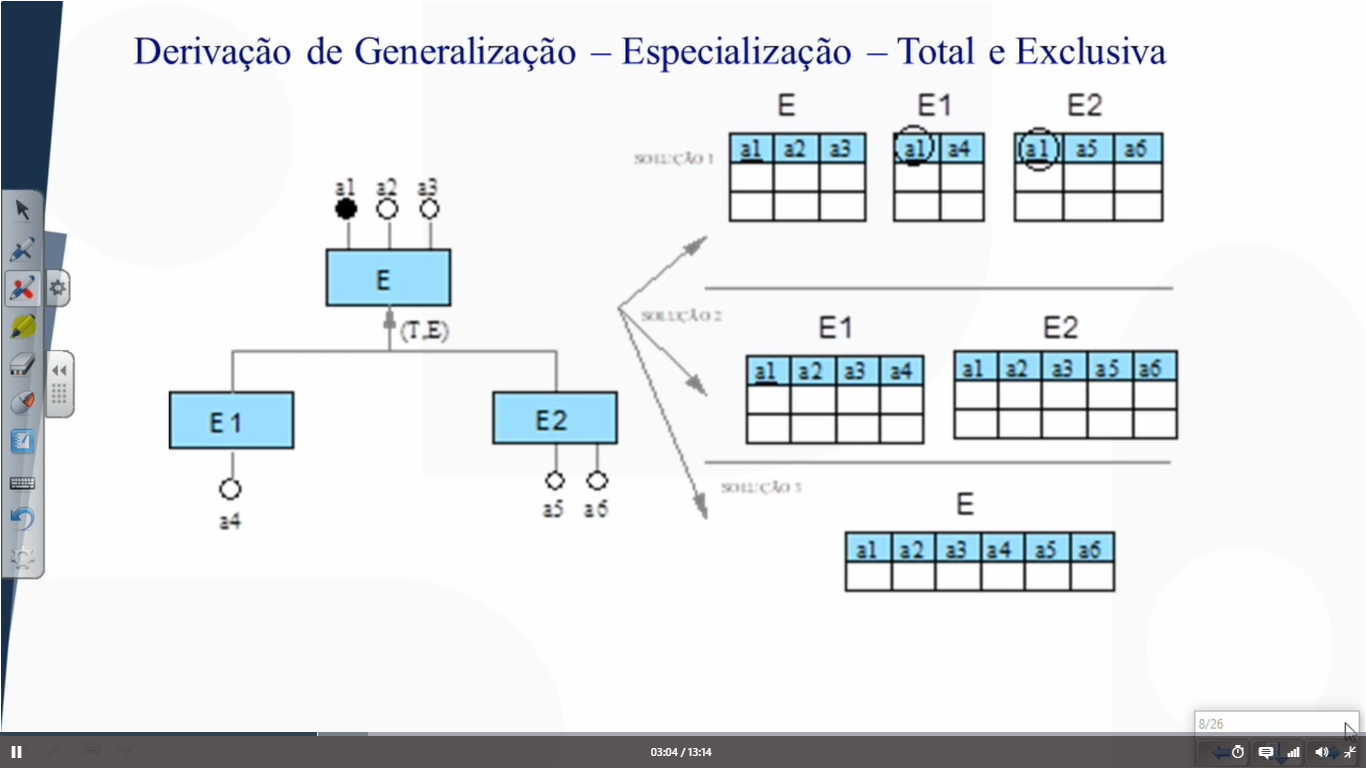 Derivação de Generalização – Especialização – Total e Exclusiva
E E1 E2
SOLUÇÃO 1
a1 a2 a3 a1 a4 a1 a5 a6
a1 a2 a3
E
(T,E)
E1 E2
a4
a5 a6
SOLUÇÃO 2
E1 E2
a1 a2 a3 a4 a1 a2 a3 a5 a6
SOLUÇÃO 3
E
a1 a2 a3 a4 a5 a6
8/26
03:04 / 13:14